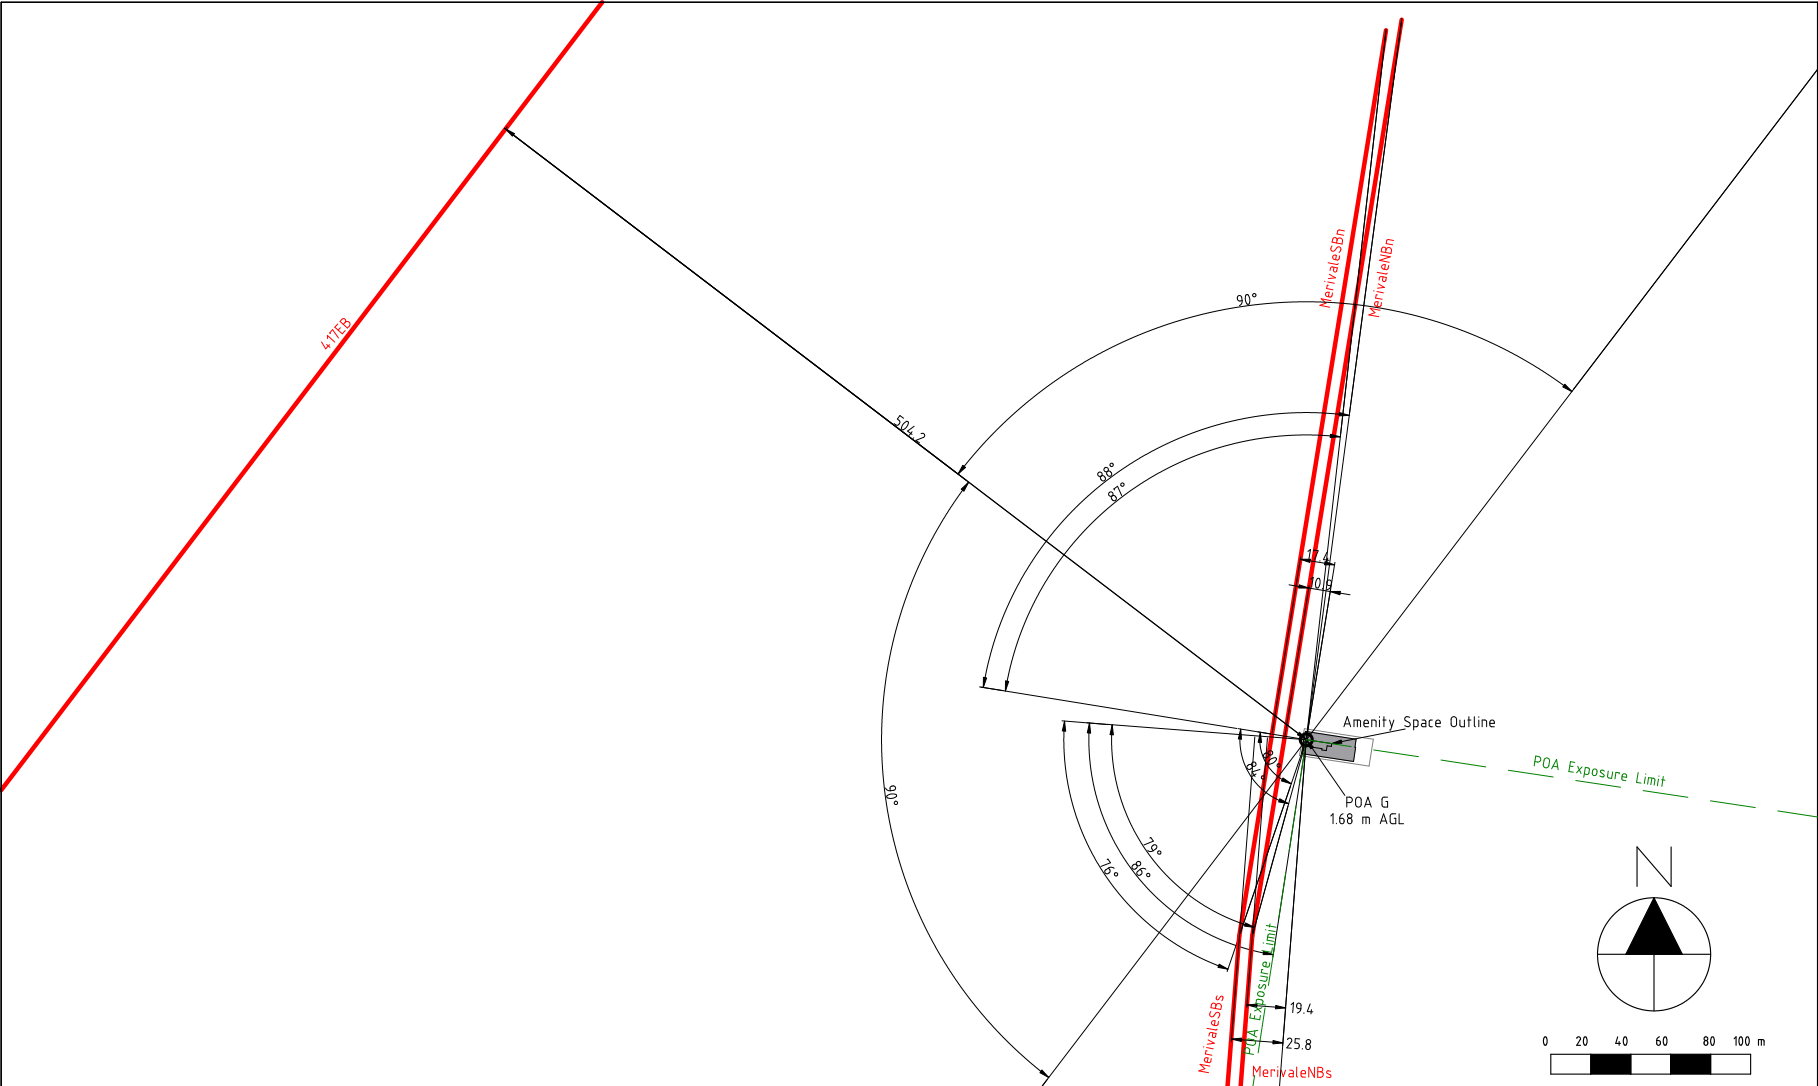 MerivaleSBn
MerivaleNBn
90°
417EB
504.2
88°
87°
17.4
10.9
Amenity Space Outline
POA Exposure Limit
84°
80°
90°
POA G
1.68 m AGL
79°
86°
76°
N
POA Exposure Limit
MerivaleSBs
19.4
25.8
MerivaleNBs
0 20 40 60 80 100 m